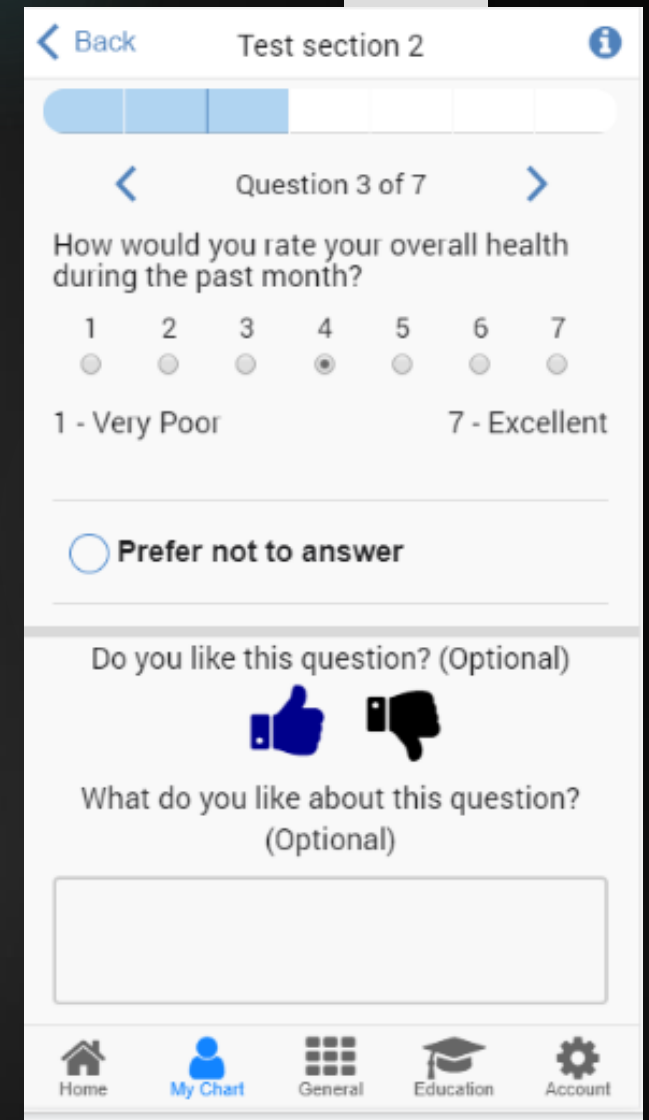 Back Test section 2
Question 3 of 7
How would you rate your overall health
during the past month?
1 2 3 4 5 6 7
1 - Very Poor 7 - Excellent
Prefer not to answer
Do you like this question? (Optional)
What do you like about this question?
(Optional)
Home My Chart General Education Account